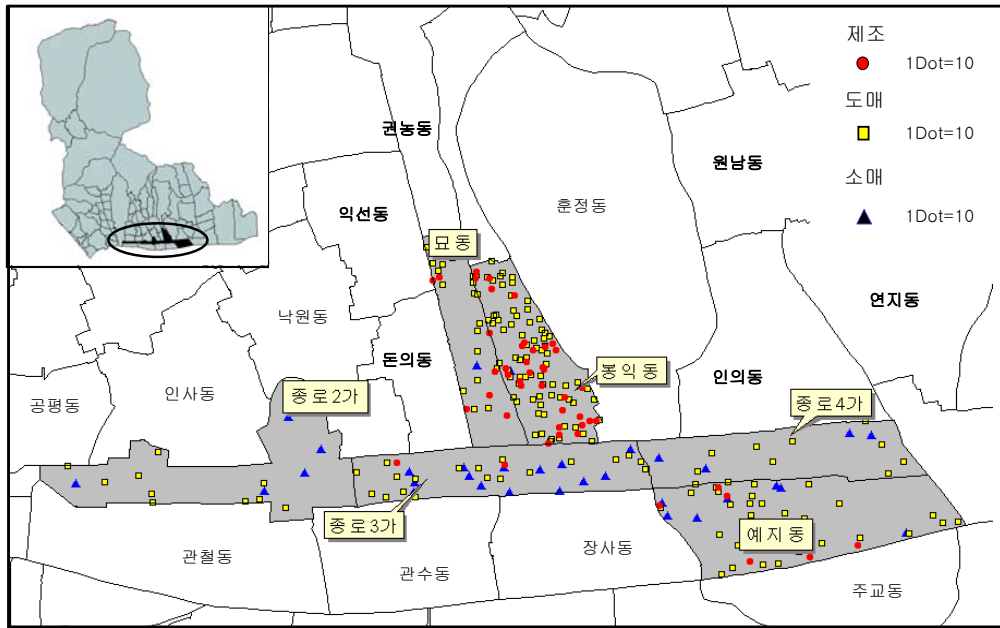 제조
1Dot=10
도매
1Dot=10
소매
1Dot=10
권농동
원남동
훈정동
익선동
묘동
연지동
낙원동
돈의동
봉익동
인의동
공평동
인사동
종로2가
종로4가
종로3가
예지동
관철동
관수동
장사동
주교동